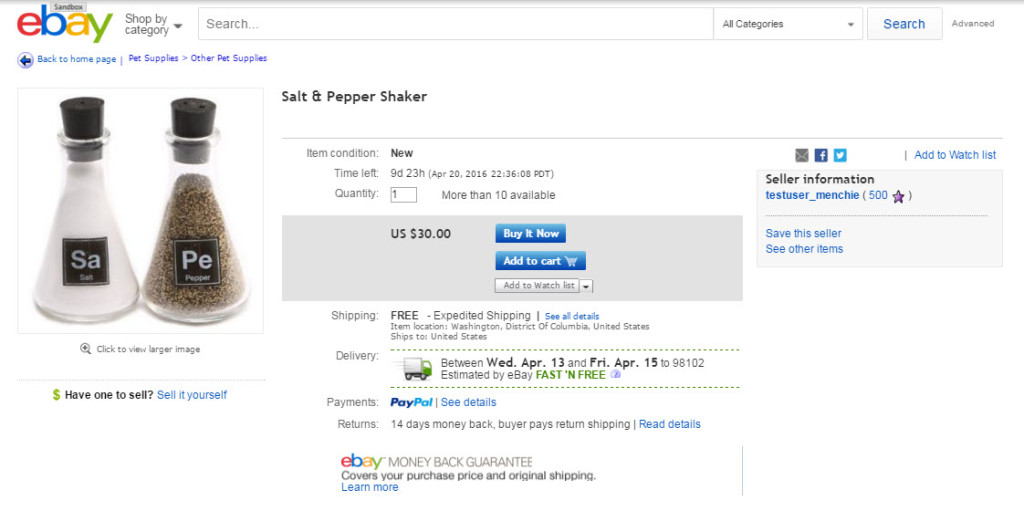 Sandbox
ebay
Shop by
category
Search...
All Categories
Search
Advanced
Back to home page | Pet Supplies > Other Pet Supplies
Salt & Pepper Shaker
Sa
Salt
Pe
Pepper
Click to view larger image
$ Have one to sell? Sell it yourself
Item condition: New
Time left: 9d 23h (Apr 20, 2016 22:36:08 PDT)
Quantity: 1 More than 10 available
US $30.00
Buy It Now
Add to cart
Add to Watch list
Shipping: FREE - Expedited Shipping | See all details
Item location: Washington, District Of Columbia, United States
Ships to: United States
Delivery: Between Wed. Apr. 13 and Fri. Apr. 15 to 98102
Estimated by eBay FAST 'N FREE
Payments: PayPal | See details
Returns: 14 days money back, buyer pays return shipping | Read details
ebay MONEY BACK GUARANTEE
Covers your purchase price and original shipping.
Learn more
| Add to Watch list
Seller information
testuser_menchie ( 500 )
Save this seller
See other items